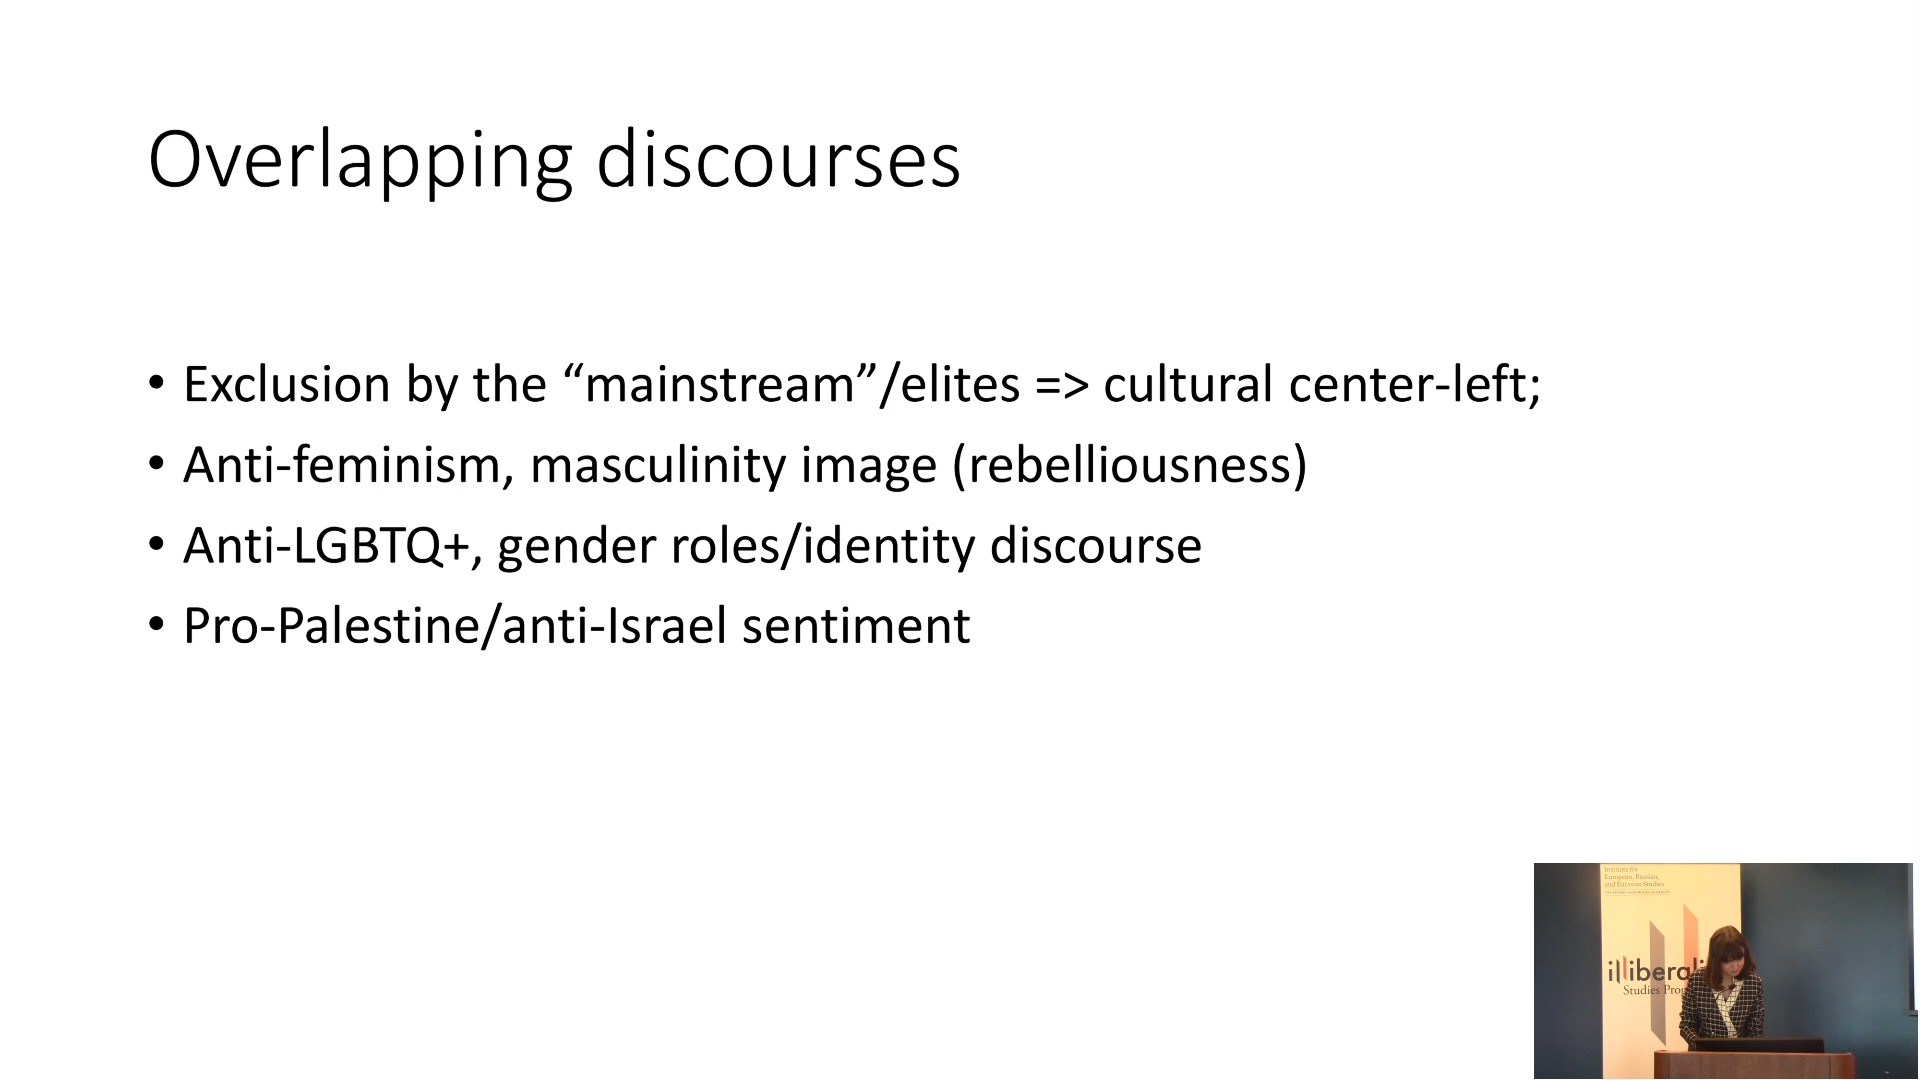 Overlapping discourses
• Exclusion by the “mainstream”/elites => cultural center-left;
• Anti-feminism, masculinity image (rebelliousness)
• Anti-LGBTQ+, gender roles/identity discourse
• Pro-Palestine/anti-Israel sentiment
Institute for
European, Russian,
and Eurasian Studies
illiberali
Studies Prog